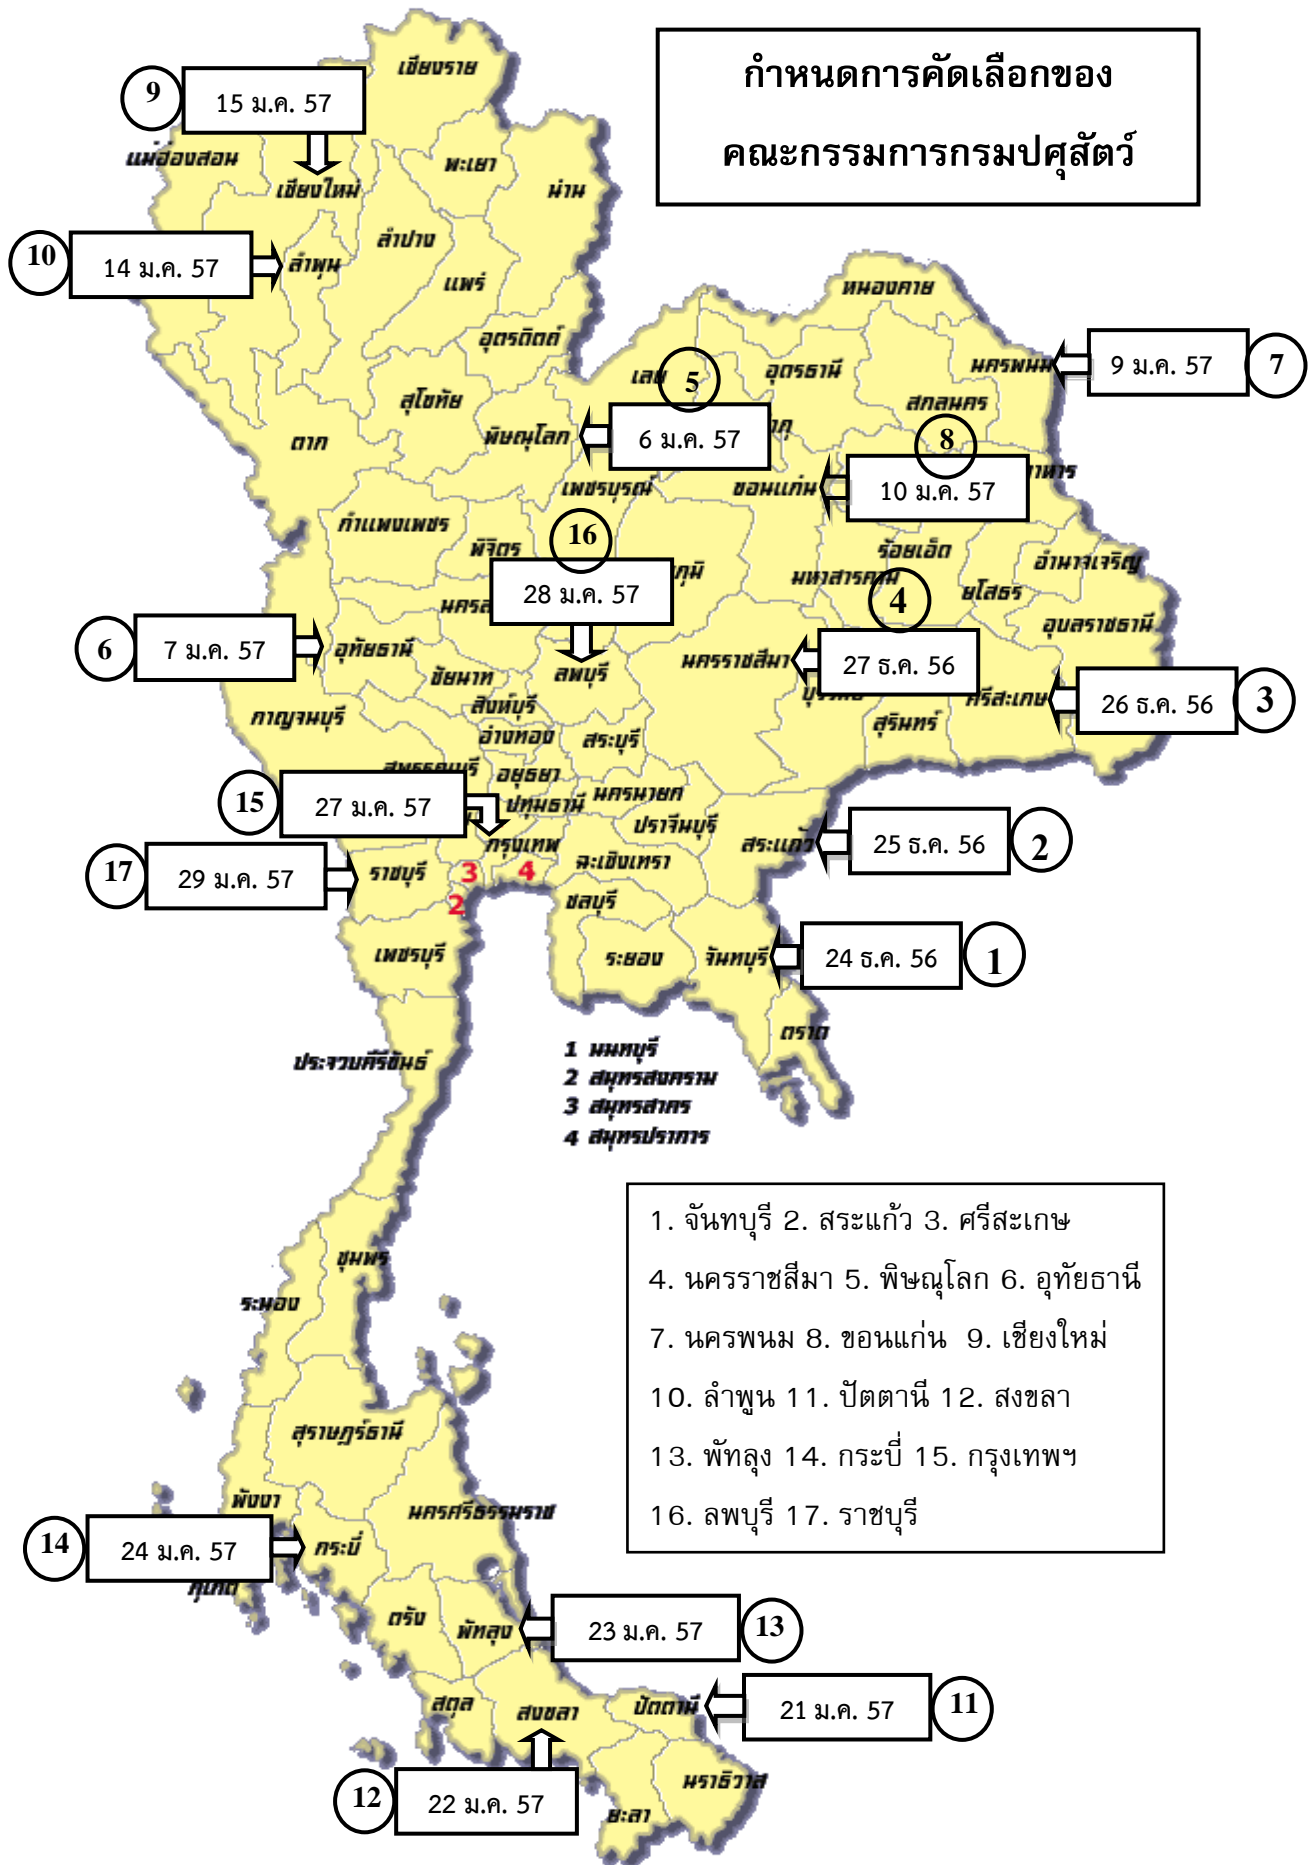 กำหนดการคัดเลือกของ
คณะกรรมการกรมปศุสัตว์
เชียงราย
9 15 ม.ค. 57
แม่ฮ่องสอน
เชียงใหม่
พะเยา
น่าน
ลำปาง
10 14 ม.ค. 57
ลำพูน
แพร่
หนองคาย
อุตรดิตถ์
เลย
5
6 ม.ค. 57
อุดรธานี
นครพนม
9 ม.ค. 57 7
สกลนคร
สุโขทัย
ตาก
พิษณุโลก
8
10 ม.ค. 57
เพชรบูรณ์
ขอนแก่น
กำแพงเพชร
พิจิตร
16
28 ม.ค. 57
ร้อยเอ็ด
อำนาจเจริญ
มหาสารคาม
ยโสธร
อุบลราชธานี
4
27 ธ.ค. 56
6 7 ม.ค. 57
อุทัยธานี
ชัยนาท
ลพบุรี
นครราชสีมา
สิงห์บุรี
กาญจนบุรี
สุรินทร์
ศรีสะเกษ
26 ธ.ค. 56 3
อ่างทอง
สระบุรี
อยุธยา
นครนายก
15 27 ม.ค. 57
ปทุมธานี
ปราจีนบุรี
สระแก้ว
25 ธ.ค. 56 2
กรุงเทพ
ฉะเชิงเทรา
17 29 ม.ค. 57
ราชบุรี
3
4
2
ชลบุรี
เพชรบุรี
ระยอง
จันทบุรี
24 ธ.ค. 56 1
ตราด
ประจวบคีรีขันธ์
1 นนทบุรี
2 สมุทรสงคราม
3 สมุทรสาคร
4 สมุทรปราการ
1. จันทบุรี 2. สระแก้ว 3. ศรีสะเกษ
4. นครราชสีมา 5. พิษณุโลก 6. อุทัยธานี
7. นครพนม 8. ขอนแก่น 9. เชียงใหม่
10. ลำพูน 11. ปัตตานี 12. สงขลา
13. พัทลุง 14. กระบี่ 15. กรุงเทพฯ
16. ลพบุรี 17. ราชบุรี
ชุมพร
ระนอง
สุราษฎร์ธานี
พังงา
นครศรีธรรมราช
14 24 ม.ค. 57
กระบี่
ภูเก็ต
ตรัง
พัทลุง
23 ม.ค. 57 13
สตูล
สงขลา
ปัตตานี
21 ม.ค. 57 11
12 22 ม.ค. 57
นราธิวาส
ยะลา